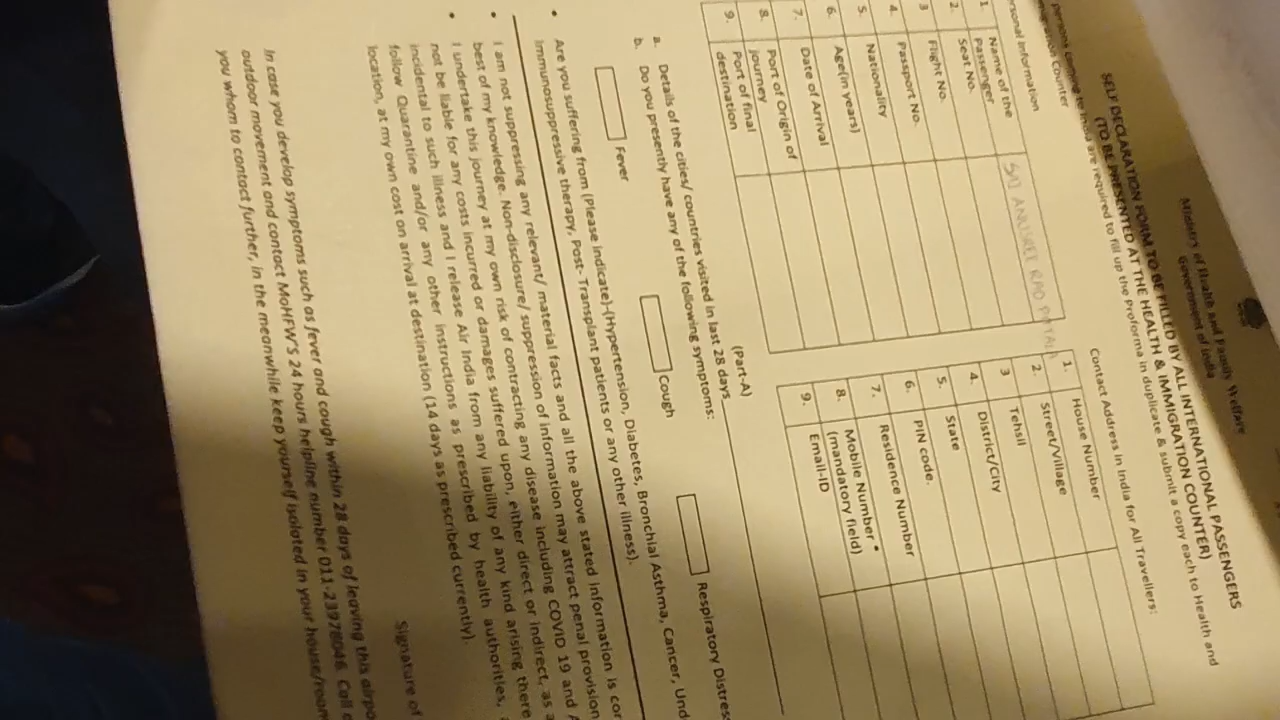 Ministry of Health and Family Welfare
Government of India
SELF DECLARATION FORM TO BE FILLED BY ALL INTERNATIONAL PASSENGERS
(TO BE PRESENTED AT THE HEALTH & IMMIGRATION COUNTER)
persons coming to India are required to fill up the Proforma in duplicate & submit a copy each to Health and
Counter
Information
Contact Address in India for All Travellers:
1. Name of the
Passenger
SAI ANUSREE RAO
2. Seat No.
3 Flight No.
4. Passport No.
5. Nationality
6. Age(in years)
7. Date of Arrival
8. Port of Origin of
journey
9. Port of final
destination
1. House Number
2. Street/Village
3 Tehsil
4. District/City
5. State
6. PIN code.
7. Residence Number
8. Mobile Number *
(mandatory field)
9. Email-ID
(Part-A)
a. Details of the cities/ countries visited in last 28 days
b. Do you presently have any of the following symptoms:
Fever Cough Respiratory Distress
• Are you suffering from (Please indicate)-(Hypertension, Diabetes, Bronchial Asthma, Cancer, Und
immunosuppressive therapy, Post- Transplant patients or any other illness).
• I am not suppressing any relevant/ material facts and all the above stated information is cor
best of my knowledge. Non-disclosure/ suppression of information may attract penal provision
• I undertake this journey at my own risk of contracting any disease including COVID 19 and A
not be liable for any costs incurred or damages suffered upon, either direct or indirect, as a
incidental to such illness and I release Air India from any liability of any kind arising there
follow Quarantine and/or any other instructions as prescribed by health authorities,
location, at my own cost on arrival at destination (14 days as prescribed currently).
Signature of
In case you develop symptoms such as fever and cough within 28 days of leaving this airpo
outdoor movement and contact MoHFW'S 24 hours helpline number 011-23978046. Call
you whom to contact further, in the meanwhile keep yourself isolated in your house/room